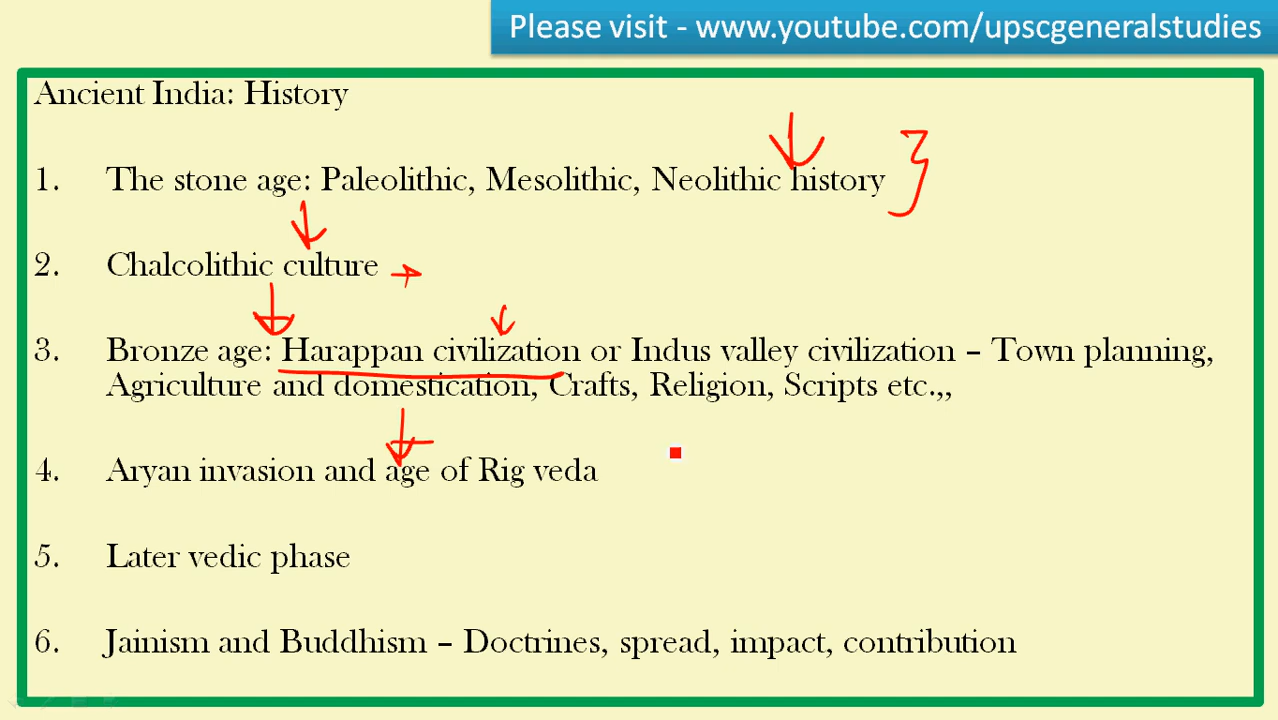 Please visit - www.youtube.com/upscgeneralstudies
Ancient India: History
1. The stone age: Paleolithic, Mesolithic, Neolithic history
2. Chalcolithic culture
3. Bronze age: Harappan civilization or Indus valley civilization – Town planning,
Agriculture and domestication, Crafts, Religion, Scripts etc.,,
4. Aryan invasion and age of Rig veda
5. Later vedic phase
6. Jainism and Buddhism – Doctrines, spread, impact, contribution